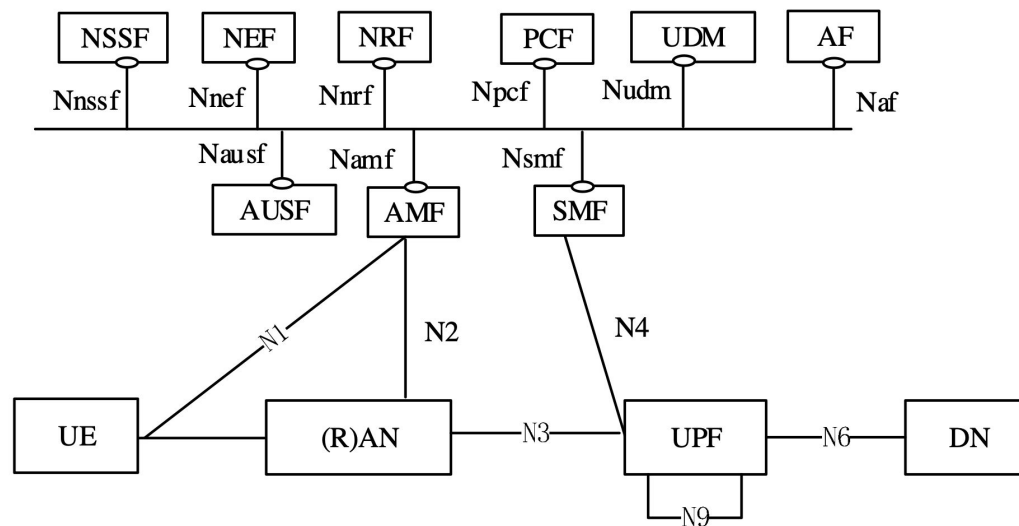 NSSF NEF NRF PCF UDM AF
Nnssf Nnef Nnrf Npcf Nudm Naf
Nausf Namf Nsmf
AUSF AMF SMF
N1 N2 N4
UE (R)AN N3 UPF N6 DN
N9